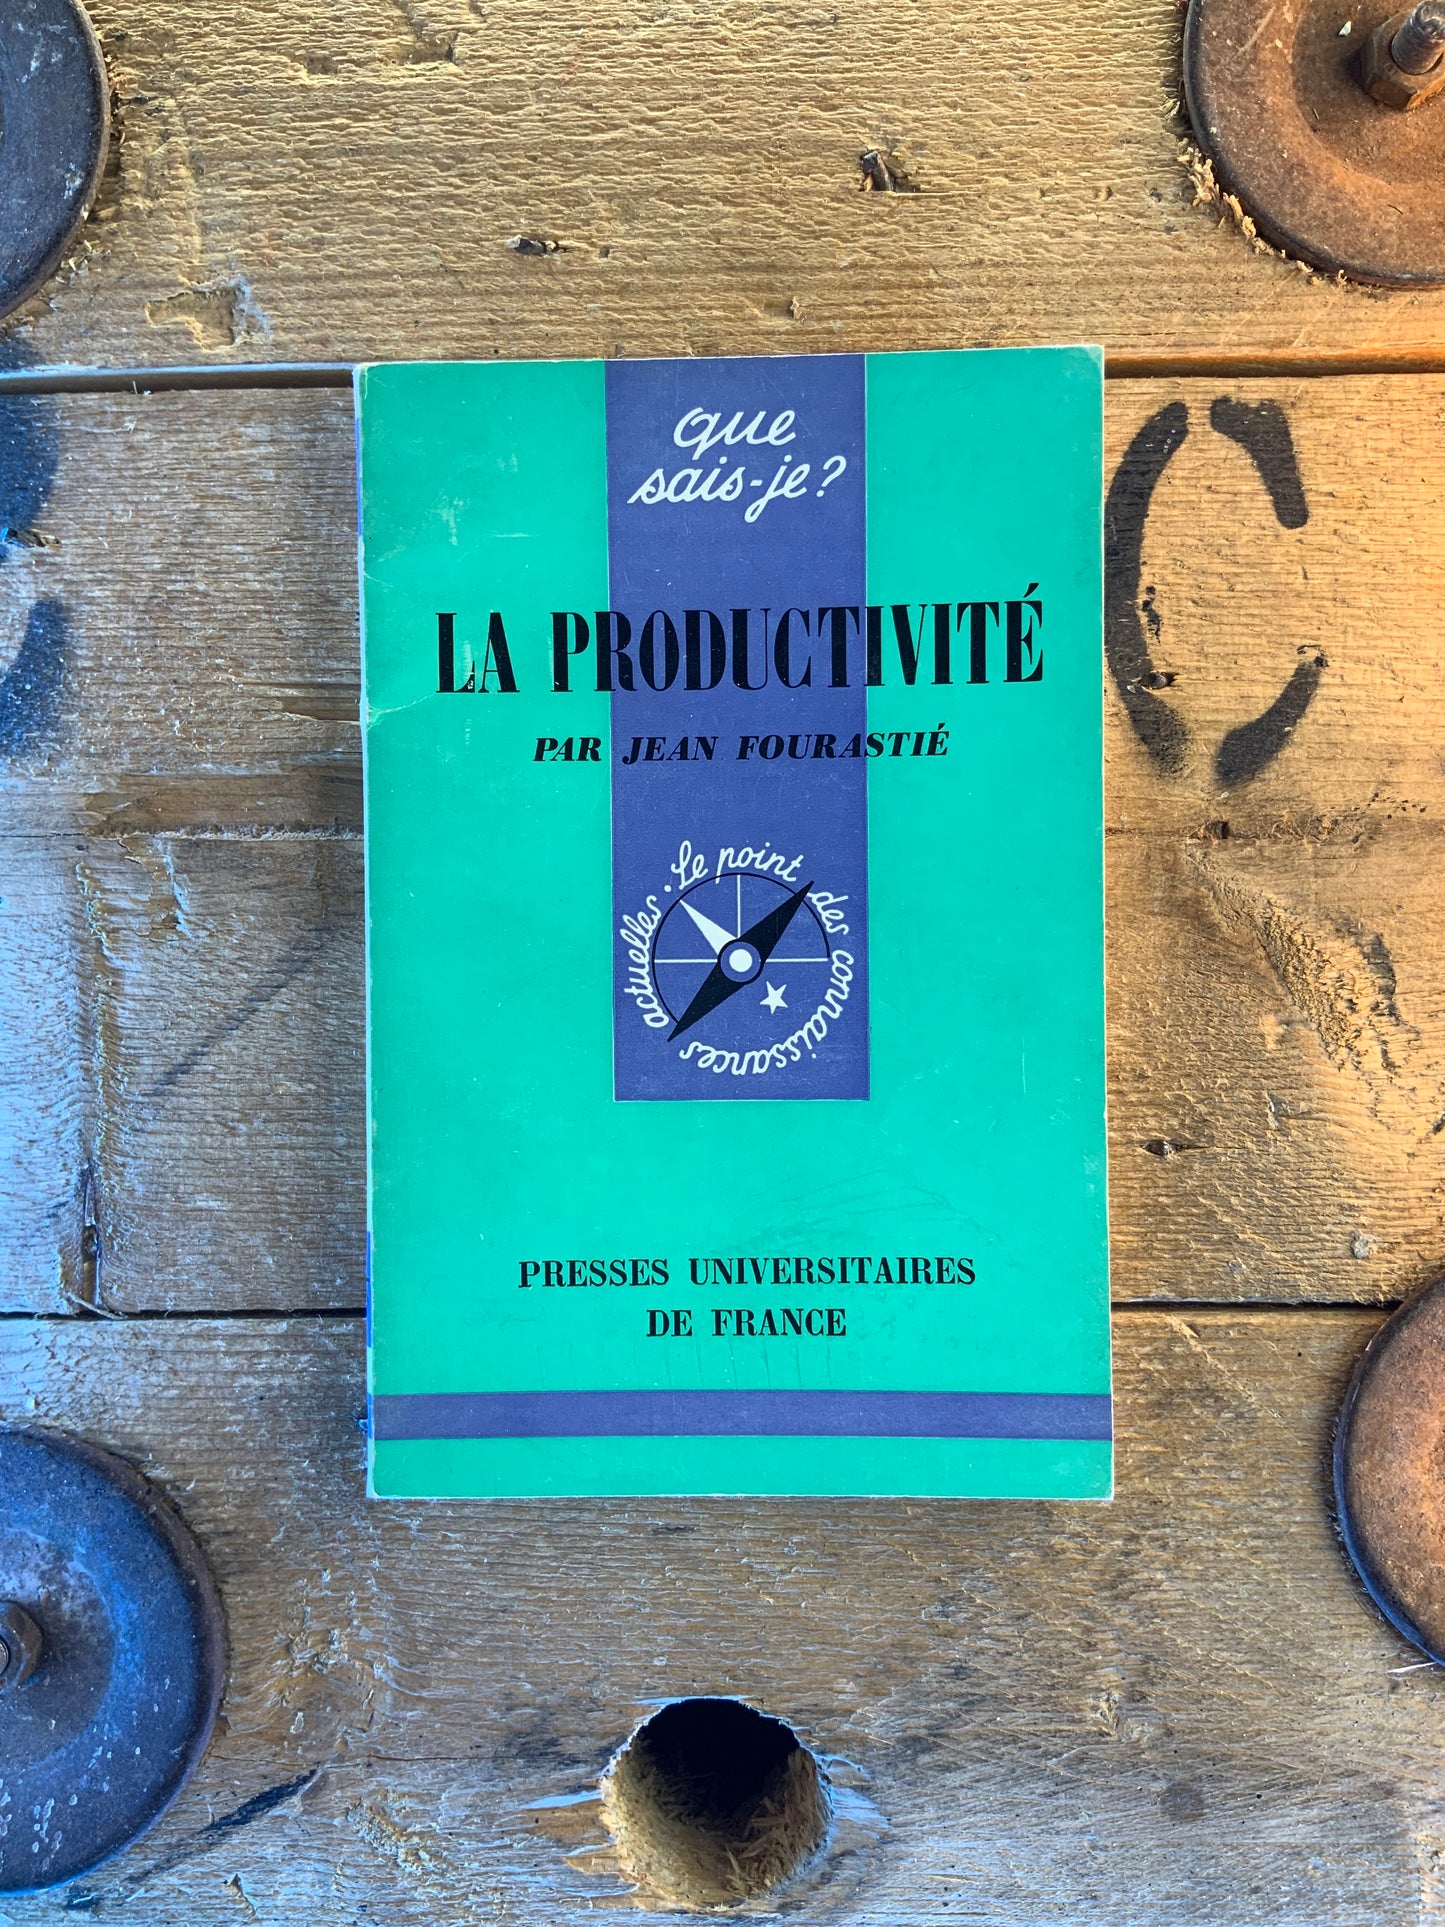 que
sais-je?
LA PRODUCTIVITÉ
PAR JEAN FOURASTIÉ
Le point des connaissances actuelles.
PRESSES UNIVERSITAIRES
DE FRANCE
C